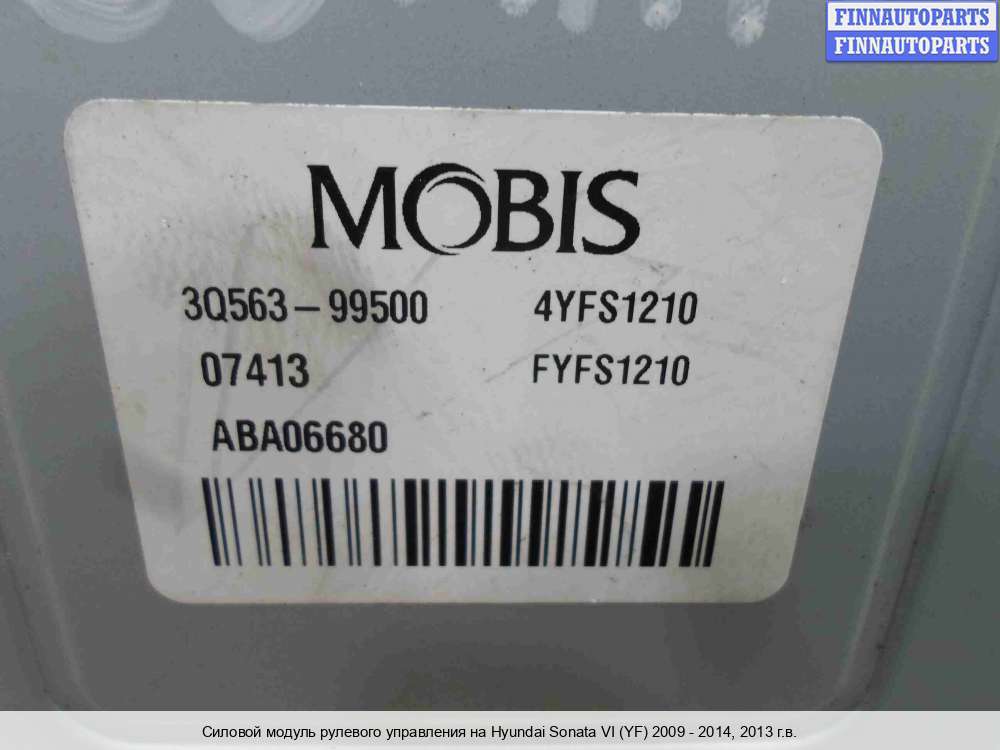 FINNAUTOPARTS
FINNAUTOPARTS
MOBIS
3Q563-99500 4YFS1210
07413 FYFS1210
ABA06680
Силовой модуль рулевого управления на Hyundai Sonata VI (YF) 2009 - 2014, 2013 г.в.